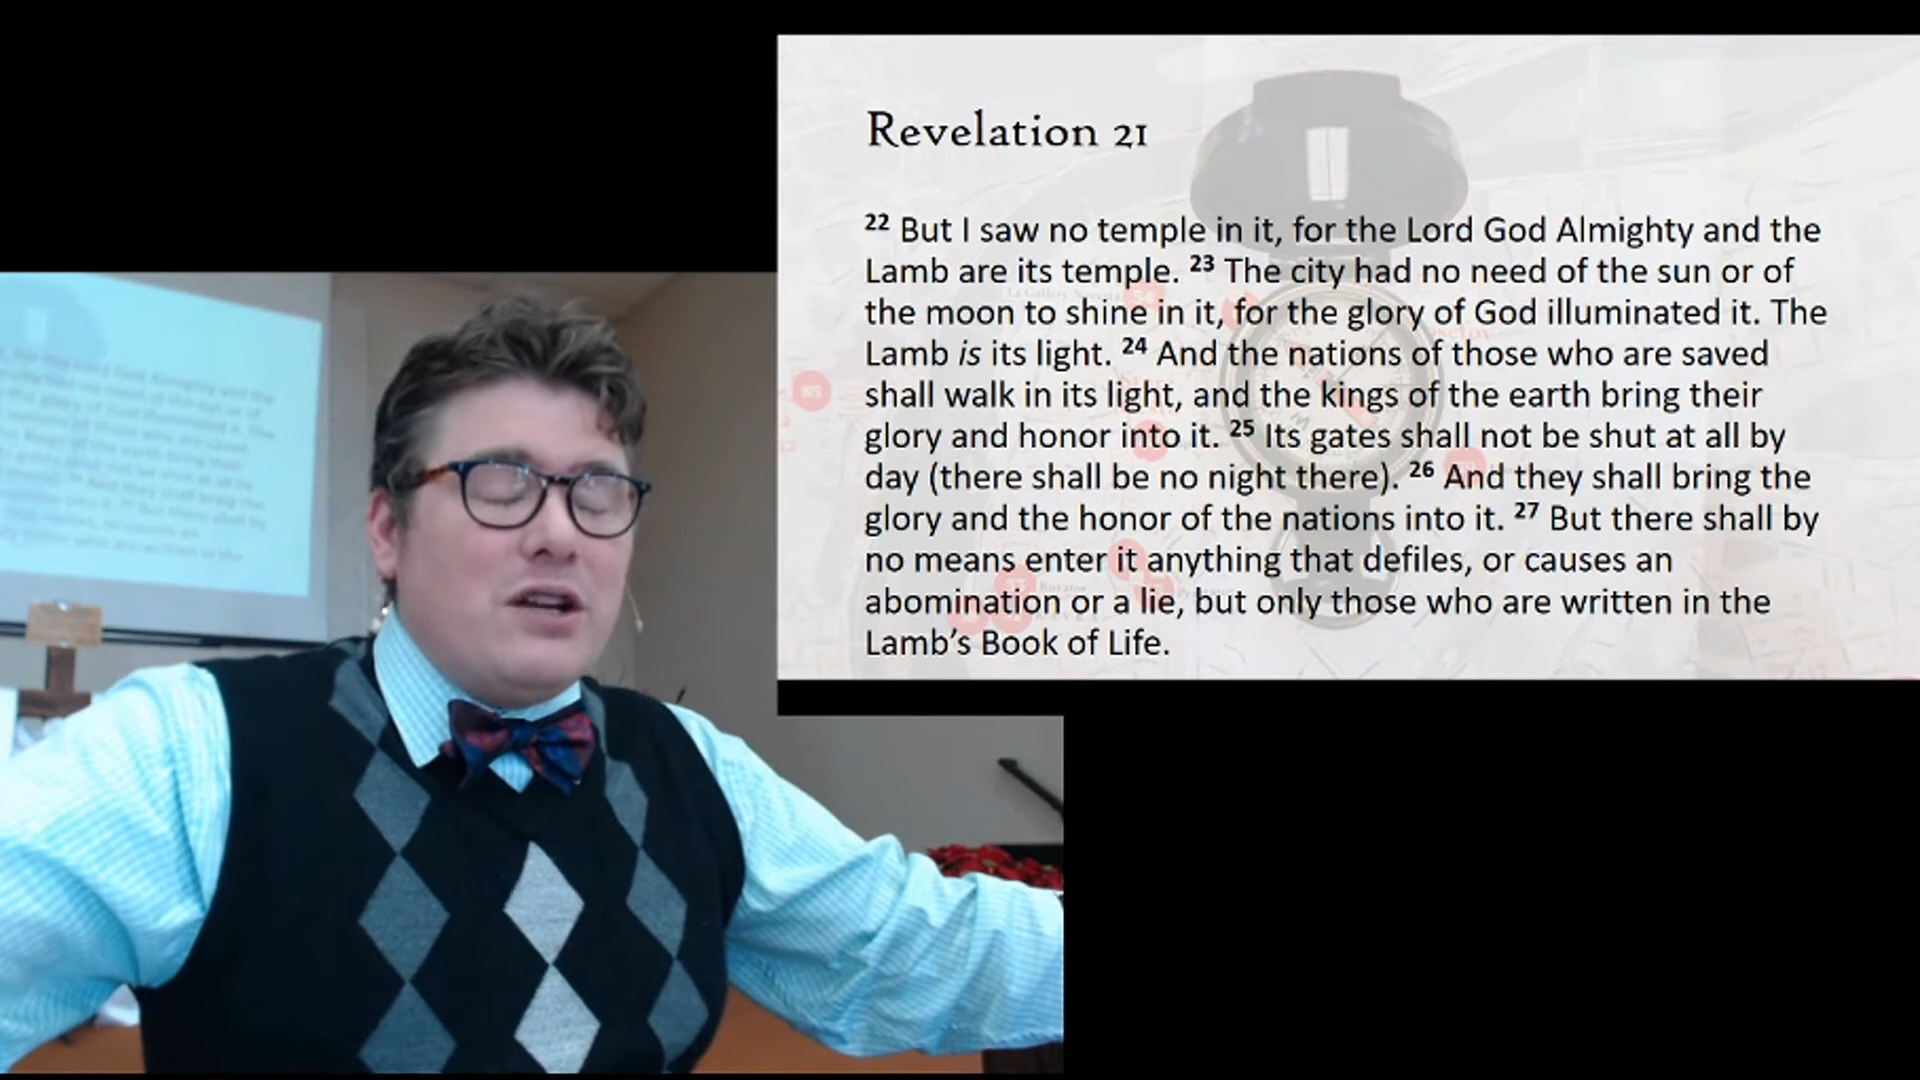 Revelation 21
22 But I saw no temple in it, for the Lord God Almighty and the
Lamb are its temple. 23 The city had no need of the sun or of
the moon to shine in it, for the glory of God illuminated it. The
Lamb is its light. 24 And the nations of those who are saved
shall walk in its light, and the kings of the earth bring their
glory and honor into it. 25 Its gates shall not be shut at all by
day (there shall be no night there). 26 And they shall bring the
glory and the honor of the nations into it. 27 But there shall by
no means enter it anything that defiles, or causes an
abomination or a lie, but only those who are written in the
Lamb’s Book of Life.